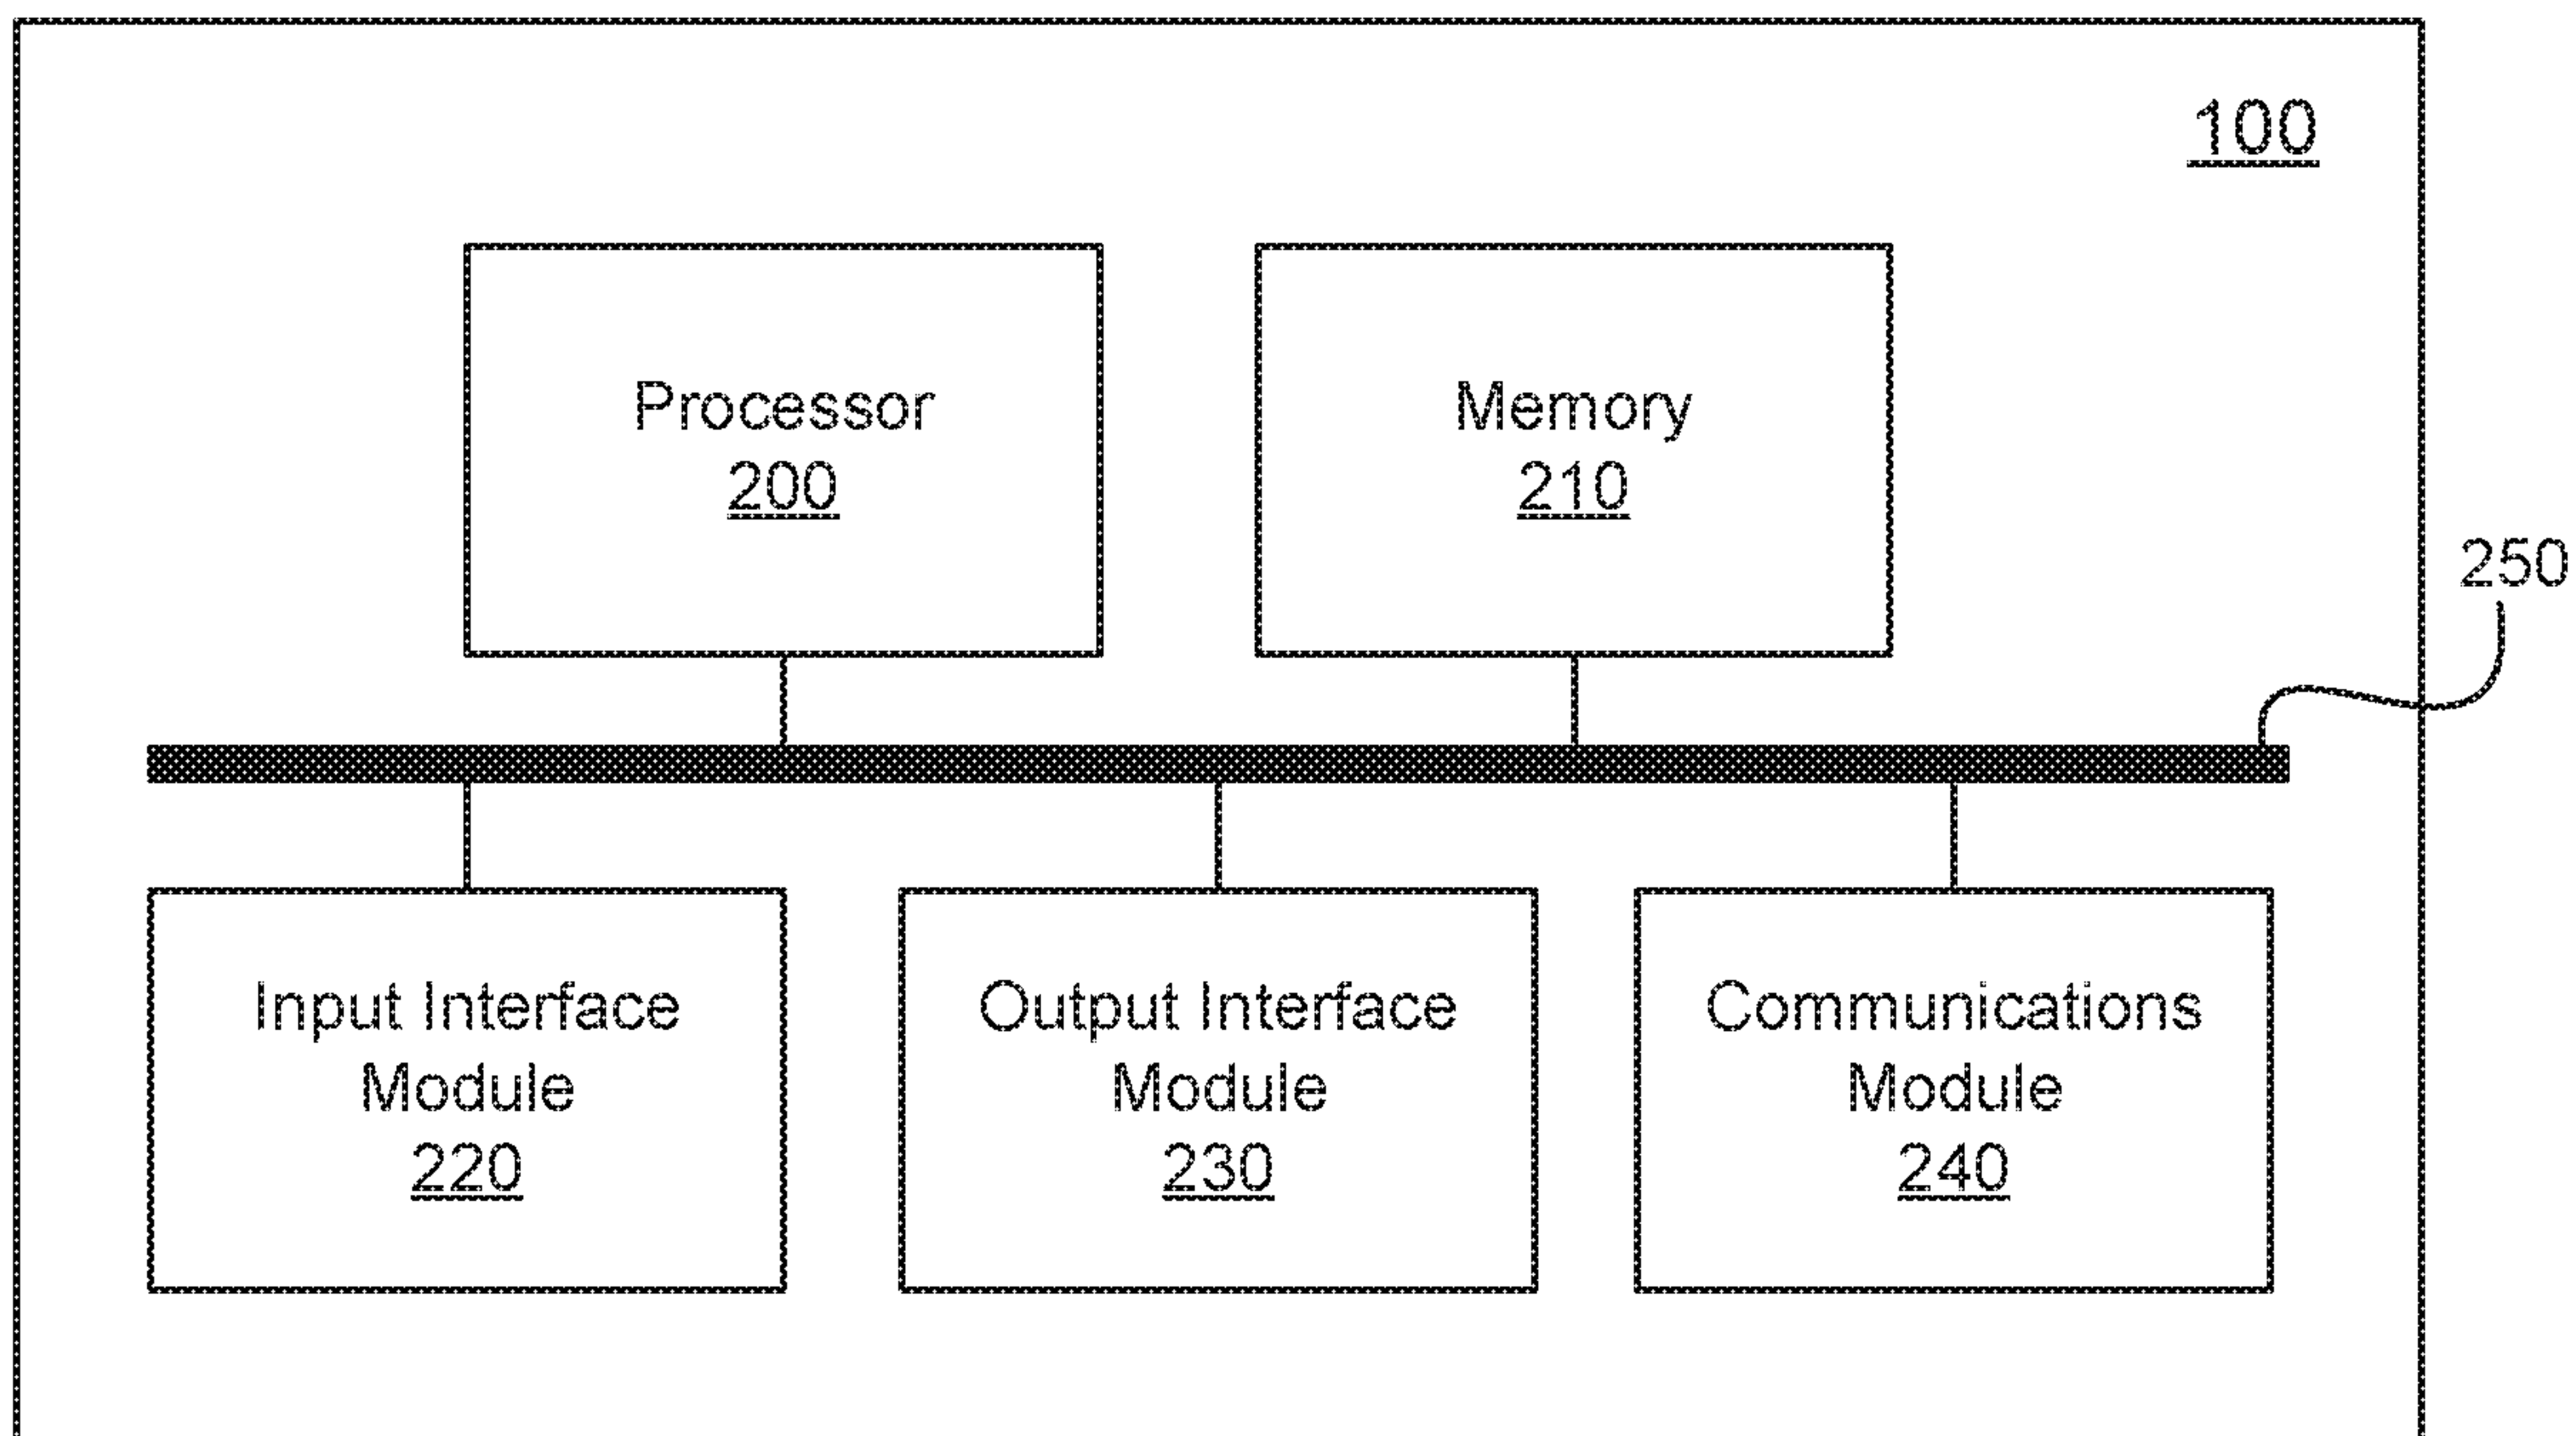 100
Processor
200
Memory
210
250
Input Interface
Module
220
Output Interface
Module
230
Communications
Module
240